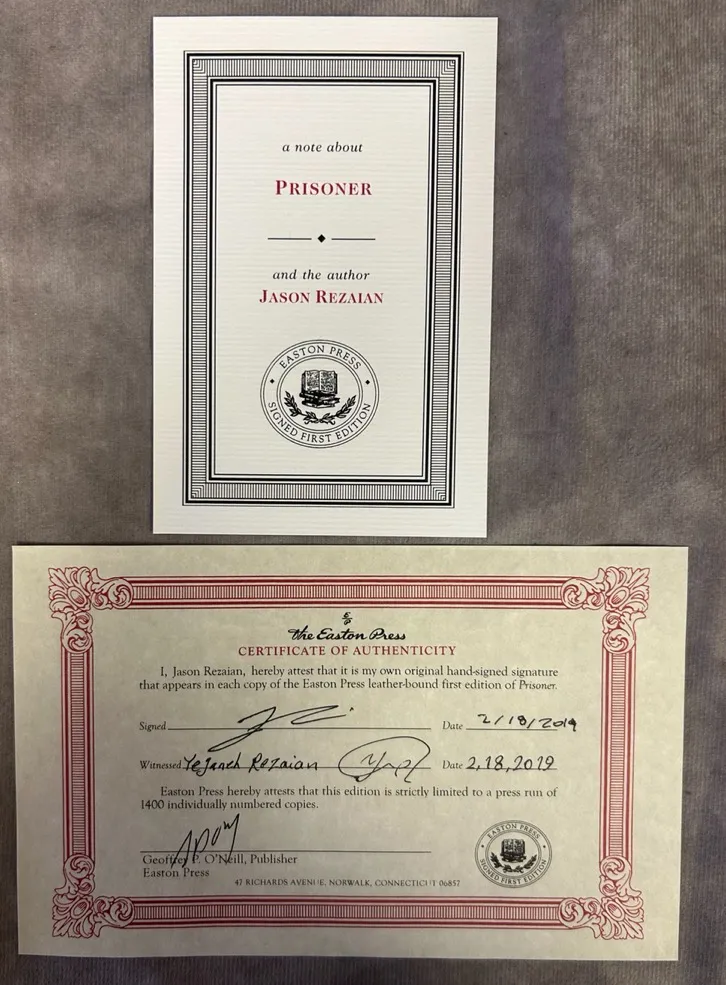 a note about
PRISONER
and the author
JASON REZAIAN
EASTON PRESS
SIGNED FIRST EDITION
E/P
the Easton Press
CERTIFICATE OF AUTHENTICITY
I, Jason Rezaian, hereby attest that it is my own original hand-signed signature
that appears in each copy of the Easton Press leather-bound first edition of Prisoner.
Signed Date 2/18/2019
Witnessed Yeganeh Rezaian Date 2,18,2019
Easton Press hereby attests that this edition is strictly limited to a press run of
1400 individually numbered copies.
Geoffrey P. O'Neill, Publisher
Easton Press
47 RICHARDS AVENUE, NORWALK, CONNECTICUT 06857
EASTON PRESS
SIGNED FIRST EDITION